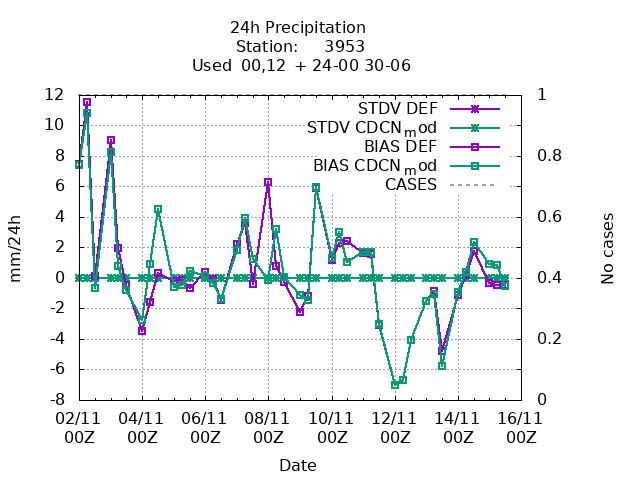 24h Precipitation
Station: 3953
Used 00,12 + 24-00 30-06
STDV DEF
STDV CDCNmod
BIAS DEF
BIAS CDCNmod
CASES
mm/24h
12
10
8
6
4
2
0
-2
-4
-6
-8
No cases
1
0.8
0.6
0.4
0.2
0
02/11 04/11 06/11 08/11 10/11 12/11 14/11 16/11
00Z 00Z 00Z 00Z 00Z 00Z 00Z 00Z
Date